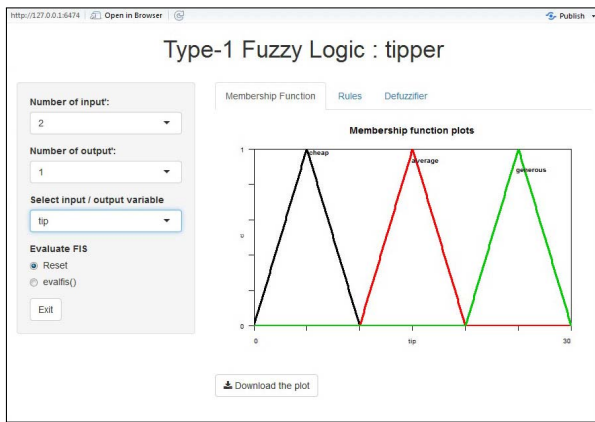 http://127.0.0.1:6474 Open in Browser Publish
Type-1 Fuzzy Logic : tipper
Number of input':
2
Number of output':
1
Select input / output variable
tip
Evaluate FIS
Reset
evalfis()
Exit
Membership Function Rules Defuzzifier
Membership function plots
1
cheap
average
generous
0
0 tip 30
Download the plot